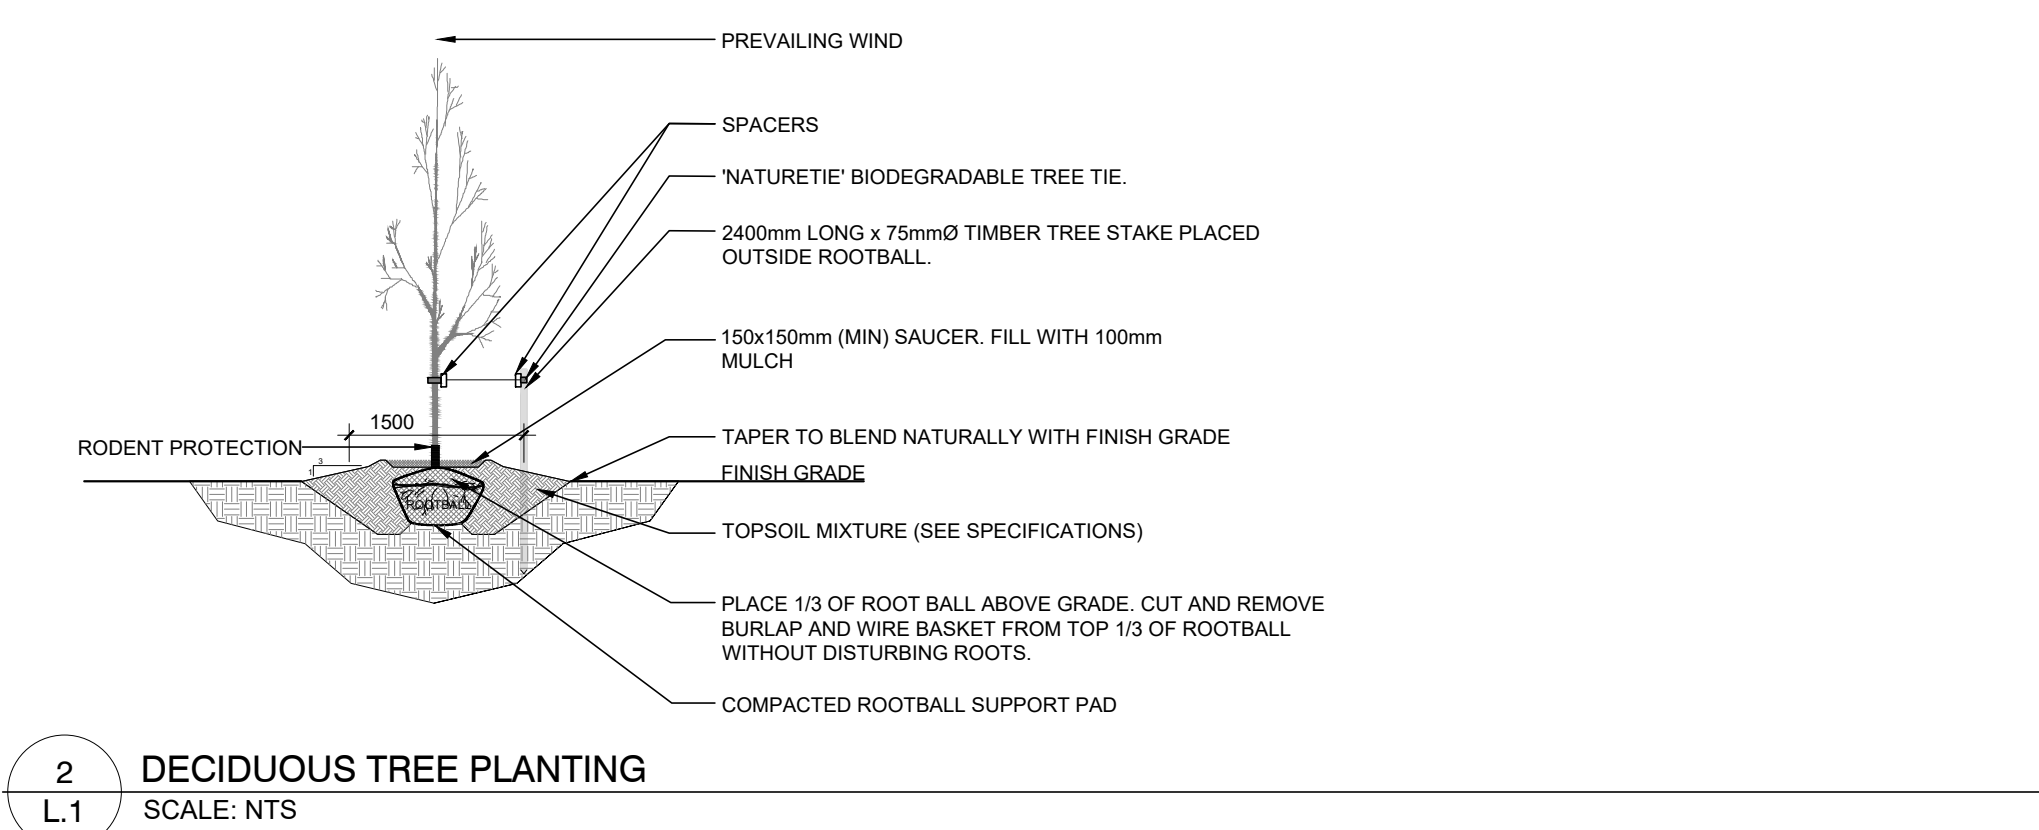 PREVAILING WIND
SPACERS
'NATURETIE' BIODEGRADABLE TREE TIE.
2400mm LONG x 75mmØ TIMBER TREE STAKE PLACED
OUTSIDE ROOTBALL.
150x150mm (MIN) SAUCER. FILL WITH 100mm
MULCH
1500
RODENT PROTECTION
3
1
TAPER TO BLEND NATURALLY WITH FINISH GRADE
FINISH GRADE
ROOTBALL
TOPSOIL MIXTURE (SEE SPECIFICATIONS)
PLACE 1/3 OF ROOT BALL ABOVE GRADE. CUT AND REMOVE
BURLAP AND WIRE BASKET FROM TOP 1/3 OF ROOTBALL
WITHOUT DISTURBING ROOTS.
COMPACTED ROOTBALL SUPPORT PAD
2
DECIDUOUS TREE PLANTING
L.1
SCALE: NTS